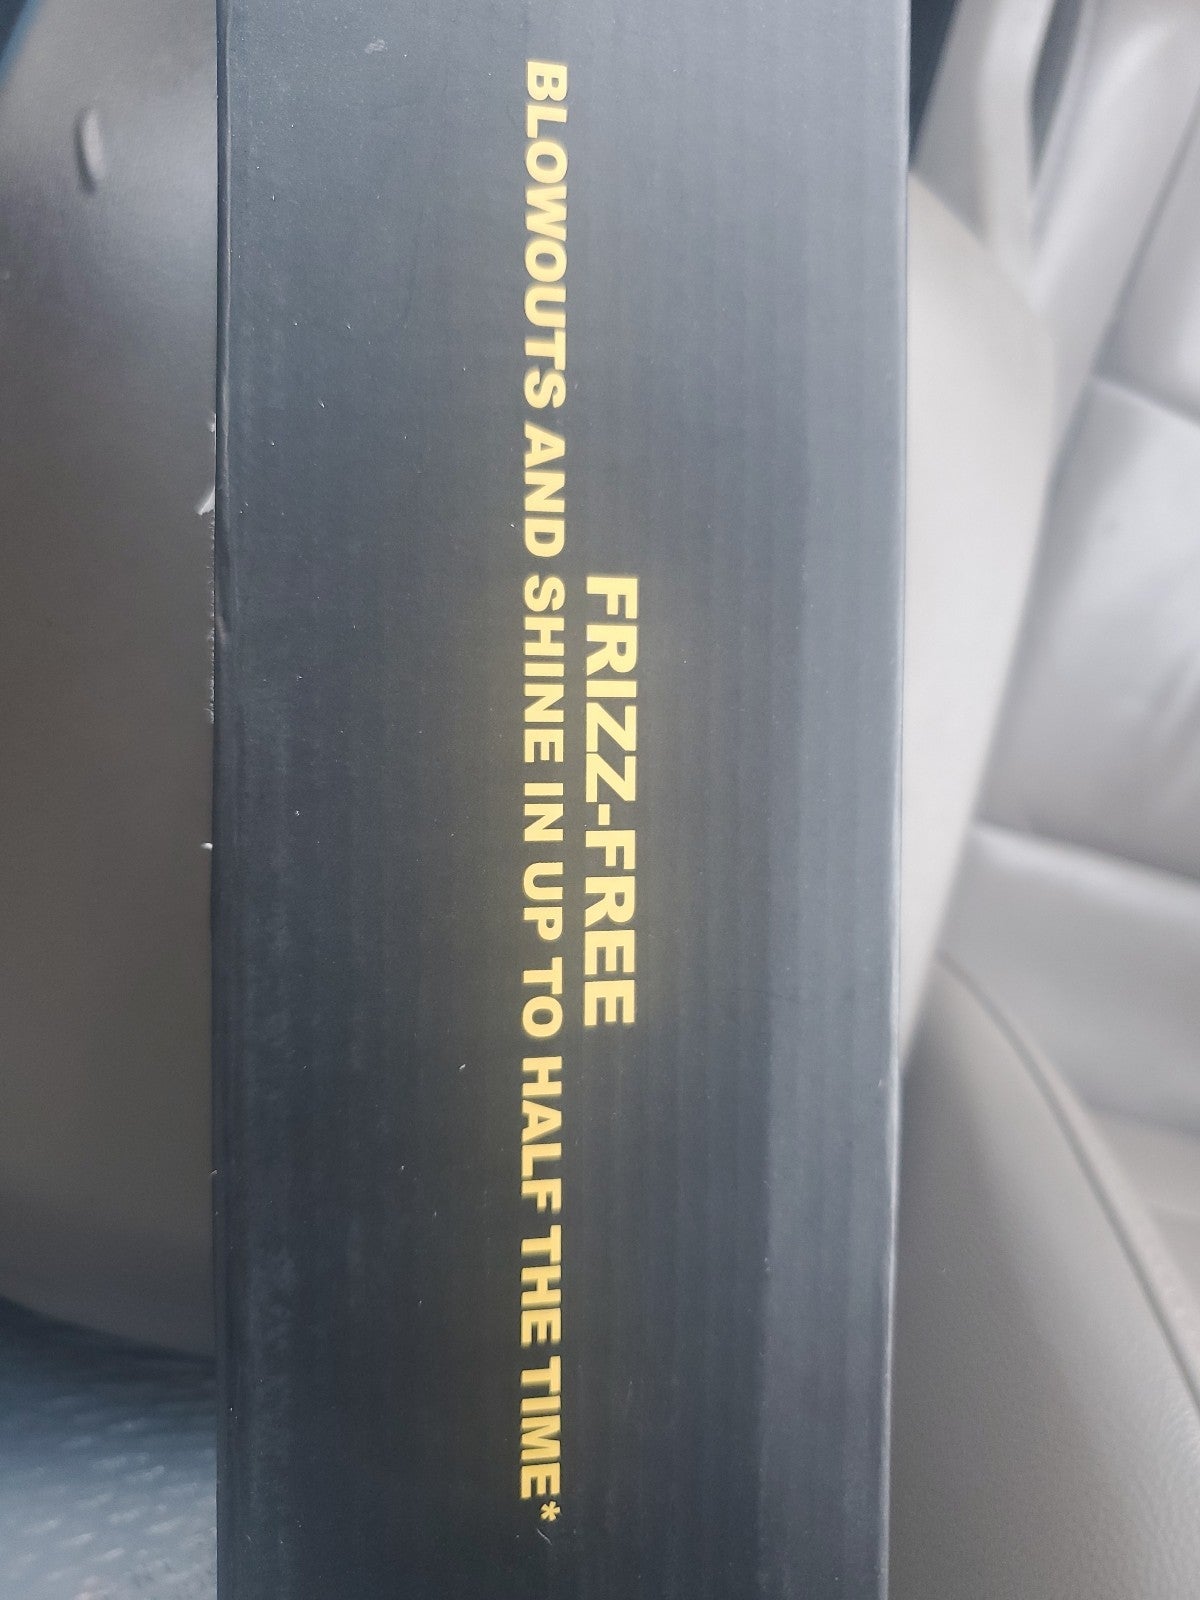 FRIZZ-FREE
BLOWOUTS AND SHINE IN UP TO HALF THE TIME*